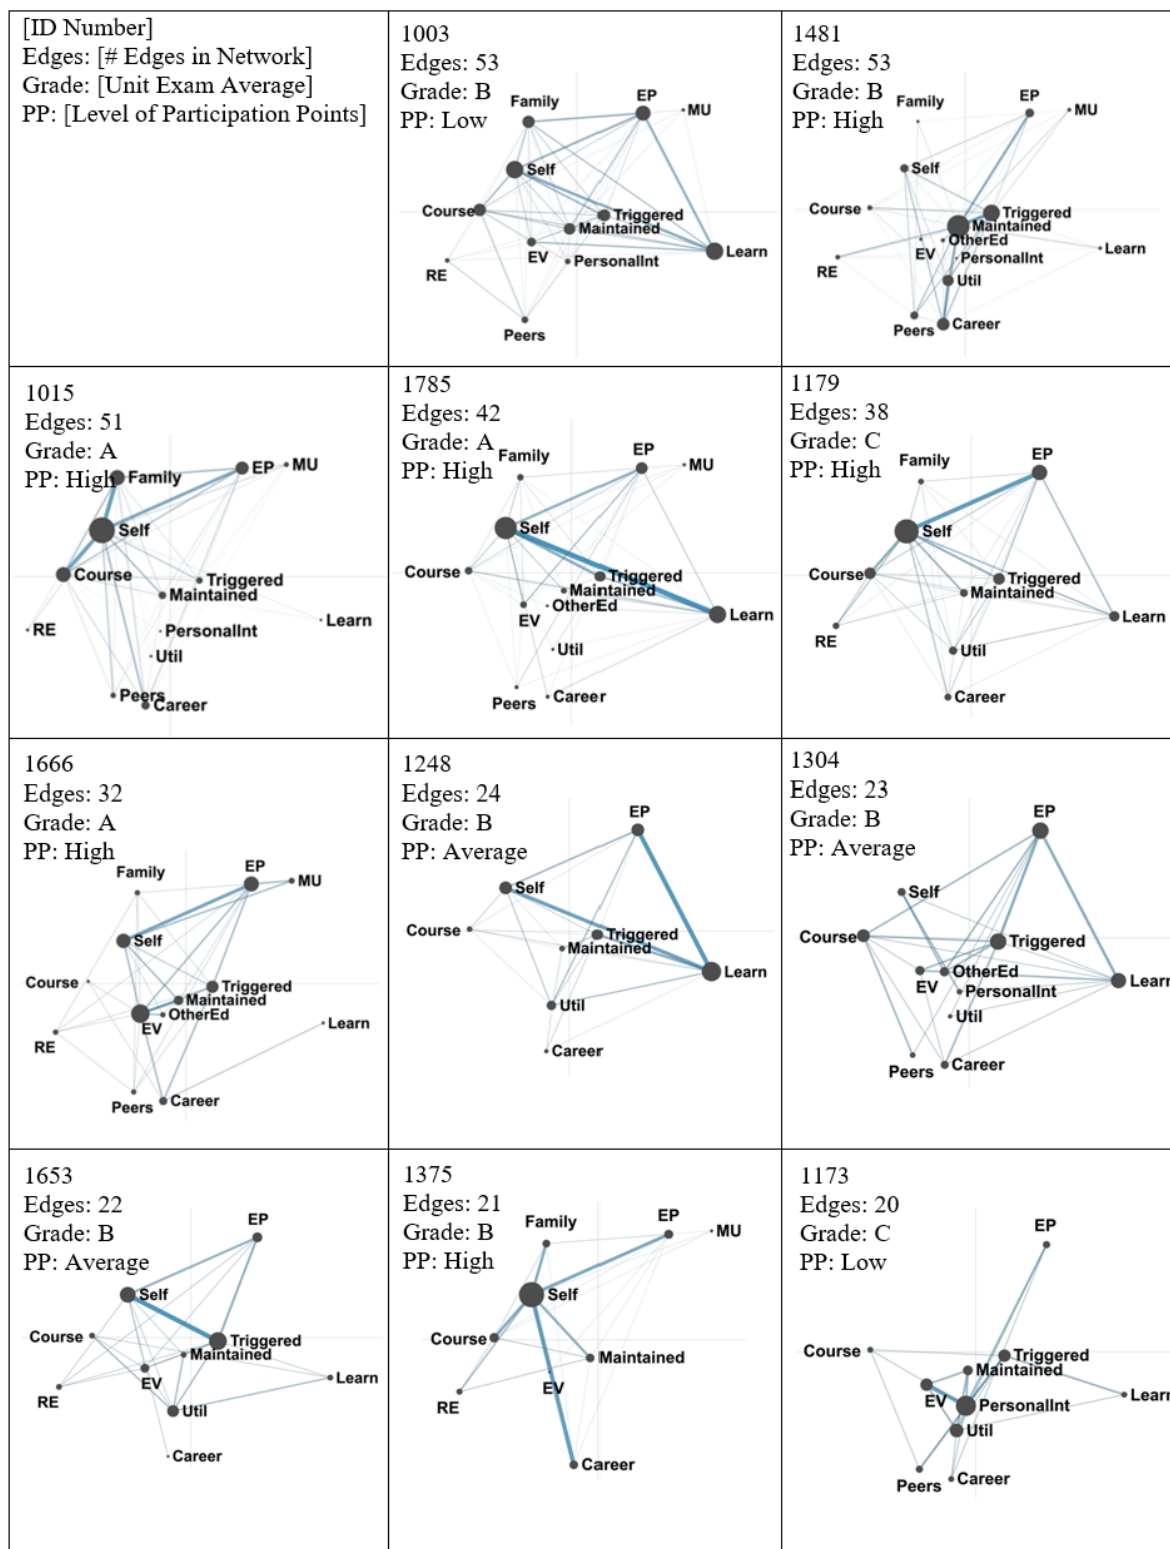 [ID Number]
Edges: [# Edges in Network]
Grade: [Unit Exam Average]
PP: [Level of Participation Points]
1003
Edges: 53
Grade: B
PP: Low
Family
EP
MU
Self
Course
Triggered
Maintained
EV
PersonalInt
Learn
RE
Peers
1481
Edges: 53
Grade: B
PP: High
Family
EP
MU
Self
Course
Triggered
Maintained
OtherEd
EV
PersonalInt
Learn
RE
Util
Peers
Career
1015
Edges: 51
Grade: A
PP: High
Family
EP
MU
Self
Course
Triggered
Maintained
RE
PersonalInt
Learn
Util
Peers
Career
1785
Edges: 42
Grade: A
PP: High
Family
EP
MU
Self
Course
Triggered
Maintained
OtherEd
EV
Learn
Util
Peers
Career
1179
Edges: 38
Grade: C
PP: High
Family
EP
Self
Course
Triggered
Maintained
RE
Learn
Util
Career
1666
Edges: 32
Grade: A
PP: High
Family
EP
MU
Self
Course
Triggered
Maintained
OtherEd
EV
Learn
RE
Peers
Career
1248
Edges: 24
Grade: B
PP: Average
EP
Self
Course
Triggered
Maintained
Learn
Util
Career
1304
Edges: 23
Grade: B
PP: Average
EP
Self
Course
Triggered
OtherEd
EV
PersonalInt
Learn
Util
Peers
Career
1653
Edges: 22
Grade: B
PP: Average
EP
Self
Course
Triggered
Maintained
EV
Learn
RE
Util
Career
1375
Edges: 21
Grade: B
PP: High
Family
EP
MU
Self
Course
Maintained
EV
RE
Career
1173
Edges: 20
Grade: C
PP: Low
EP
Course
Triggered
Maintained
EV
PersonalInt
Learn
Util
Peers
Career